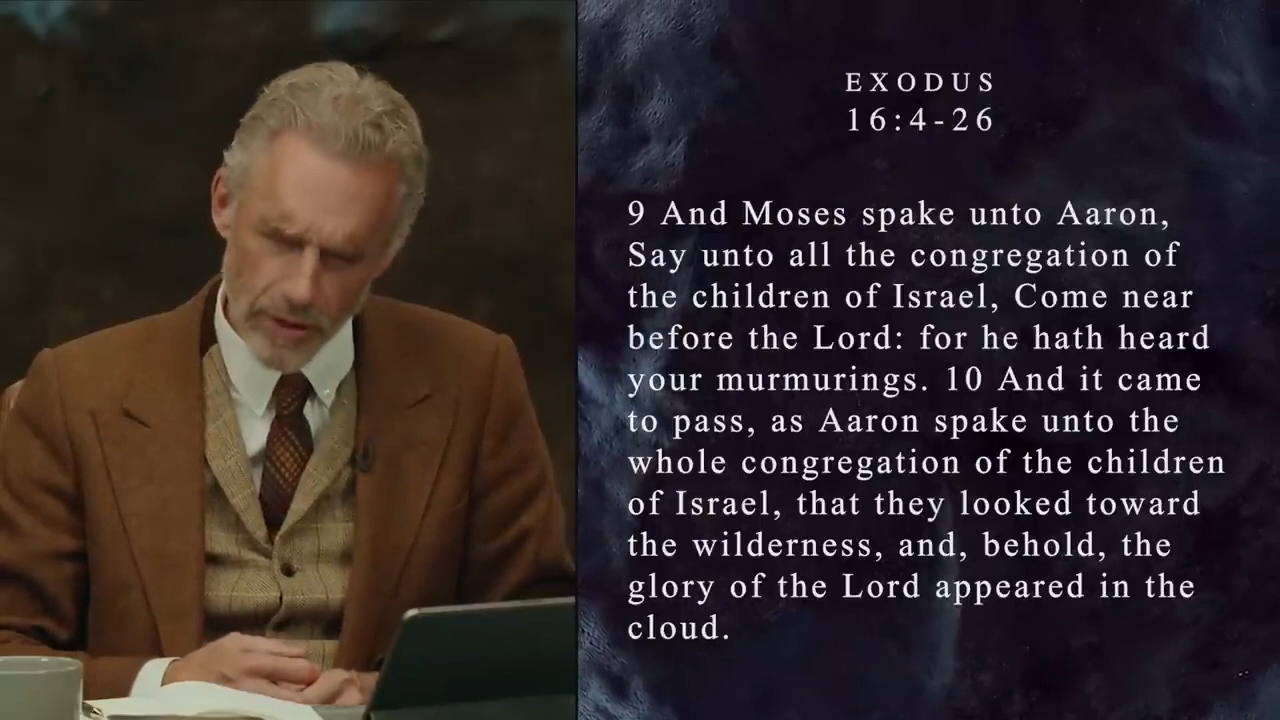 EXODUS
16:4-26
9 And Moses spake unto Aaron,
Say unto all the congregation of
the children of Israel, Come near
before the Lord: for he hath heard
your murmurings. 10 And it came
to pass, as Aaron spake unto the
whole congregation of the children
of Israel, that they looked toward
the wilderness, and, behold, the
glory of the Lord appeared in the
cloud.